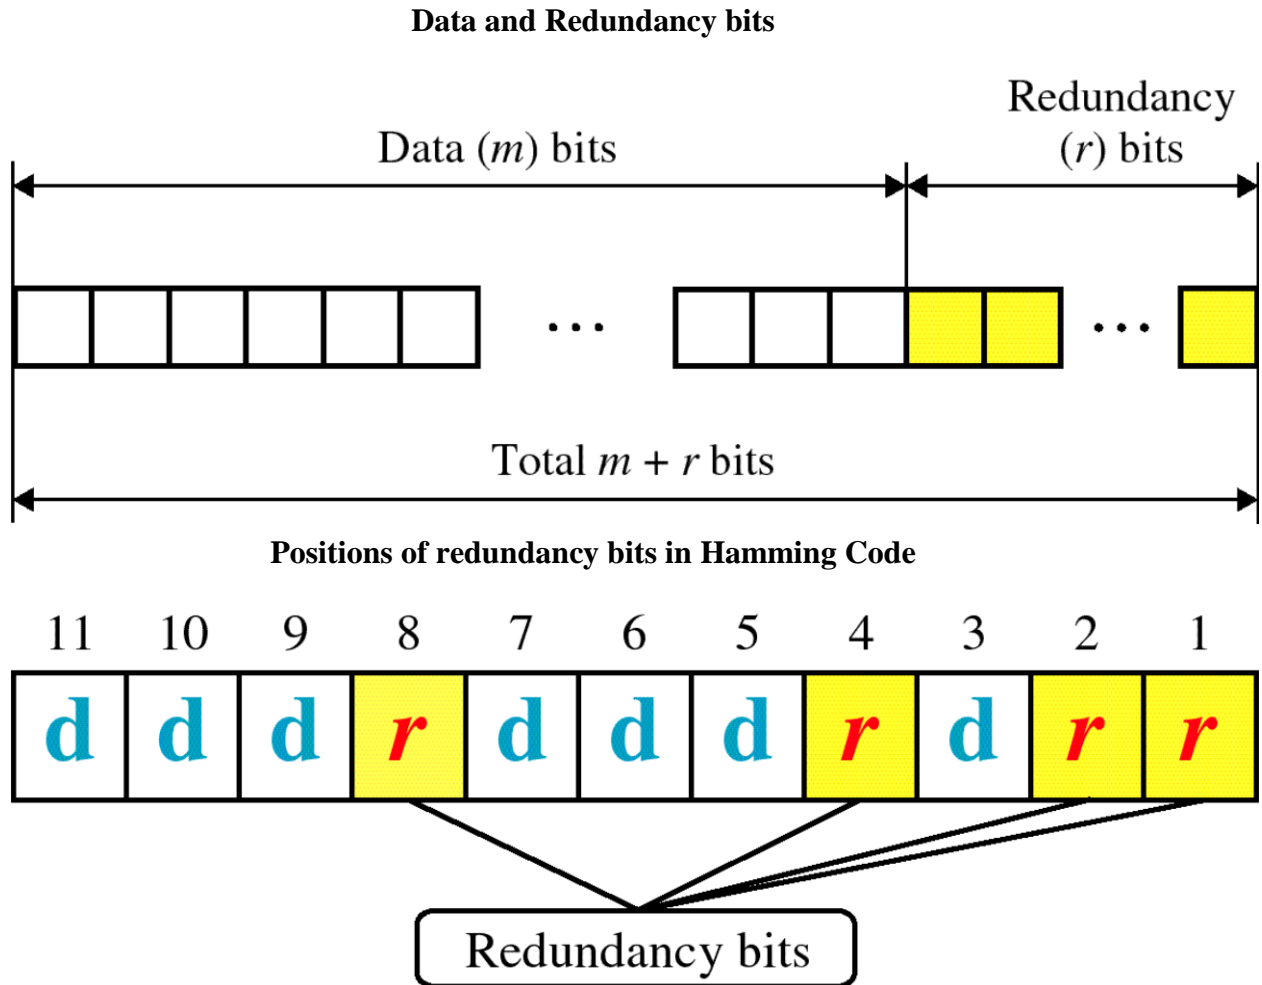 Data and Redundancy bits
Redundancy
Data (m) bits
(r) bits
...
...
Total m + r bits
Positions of redundancy bits in Hamming Code
11 10 9 8 7 6 5 4 3 2 1
d d d r d d d r d r r
Redundancy bits